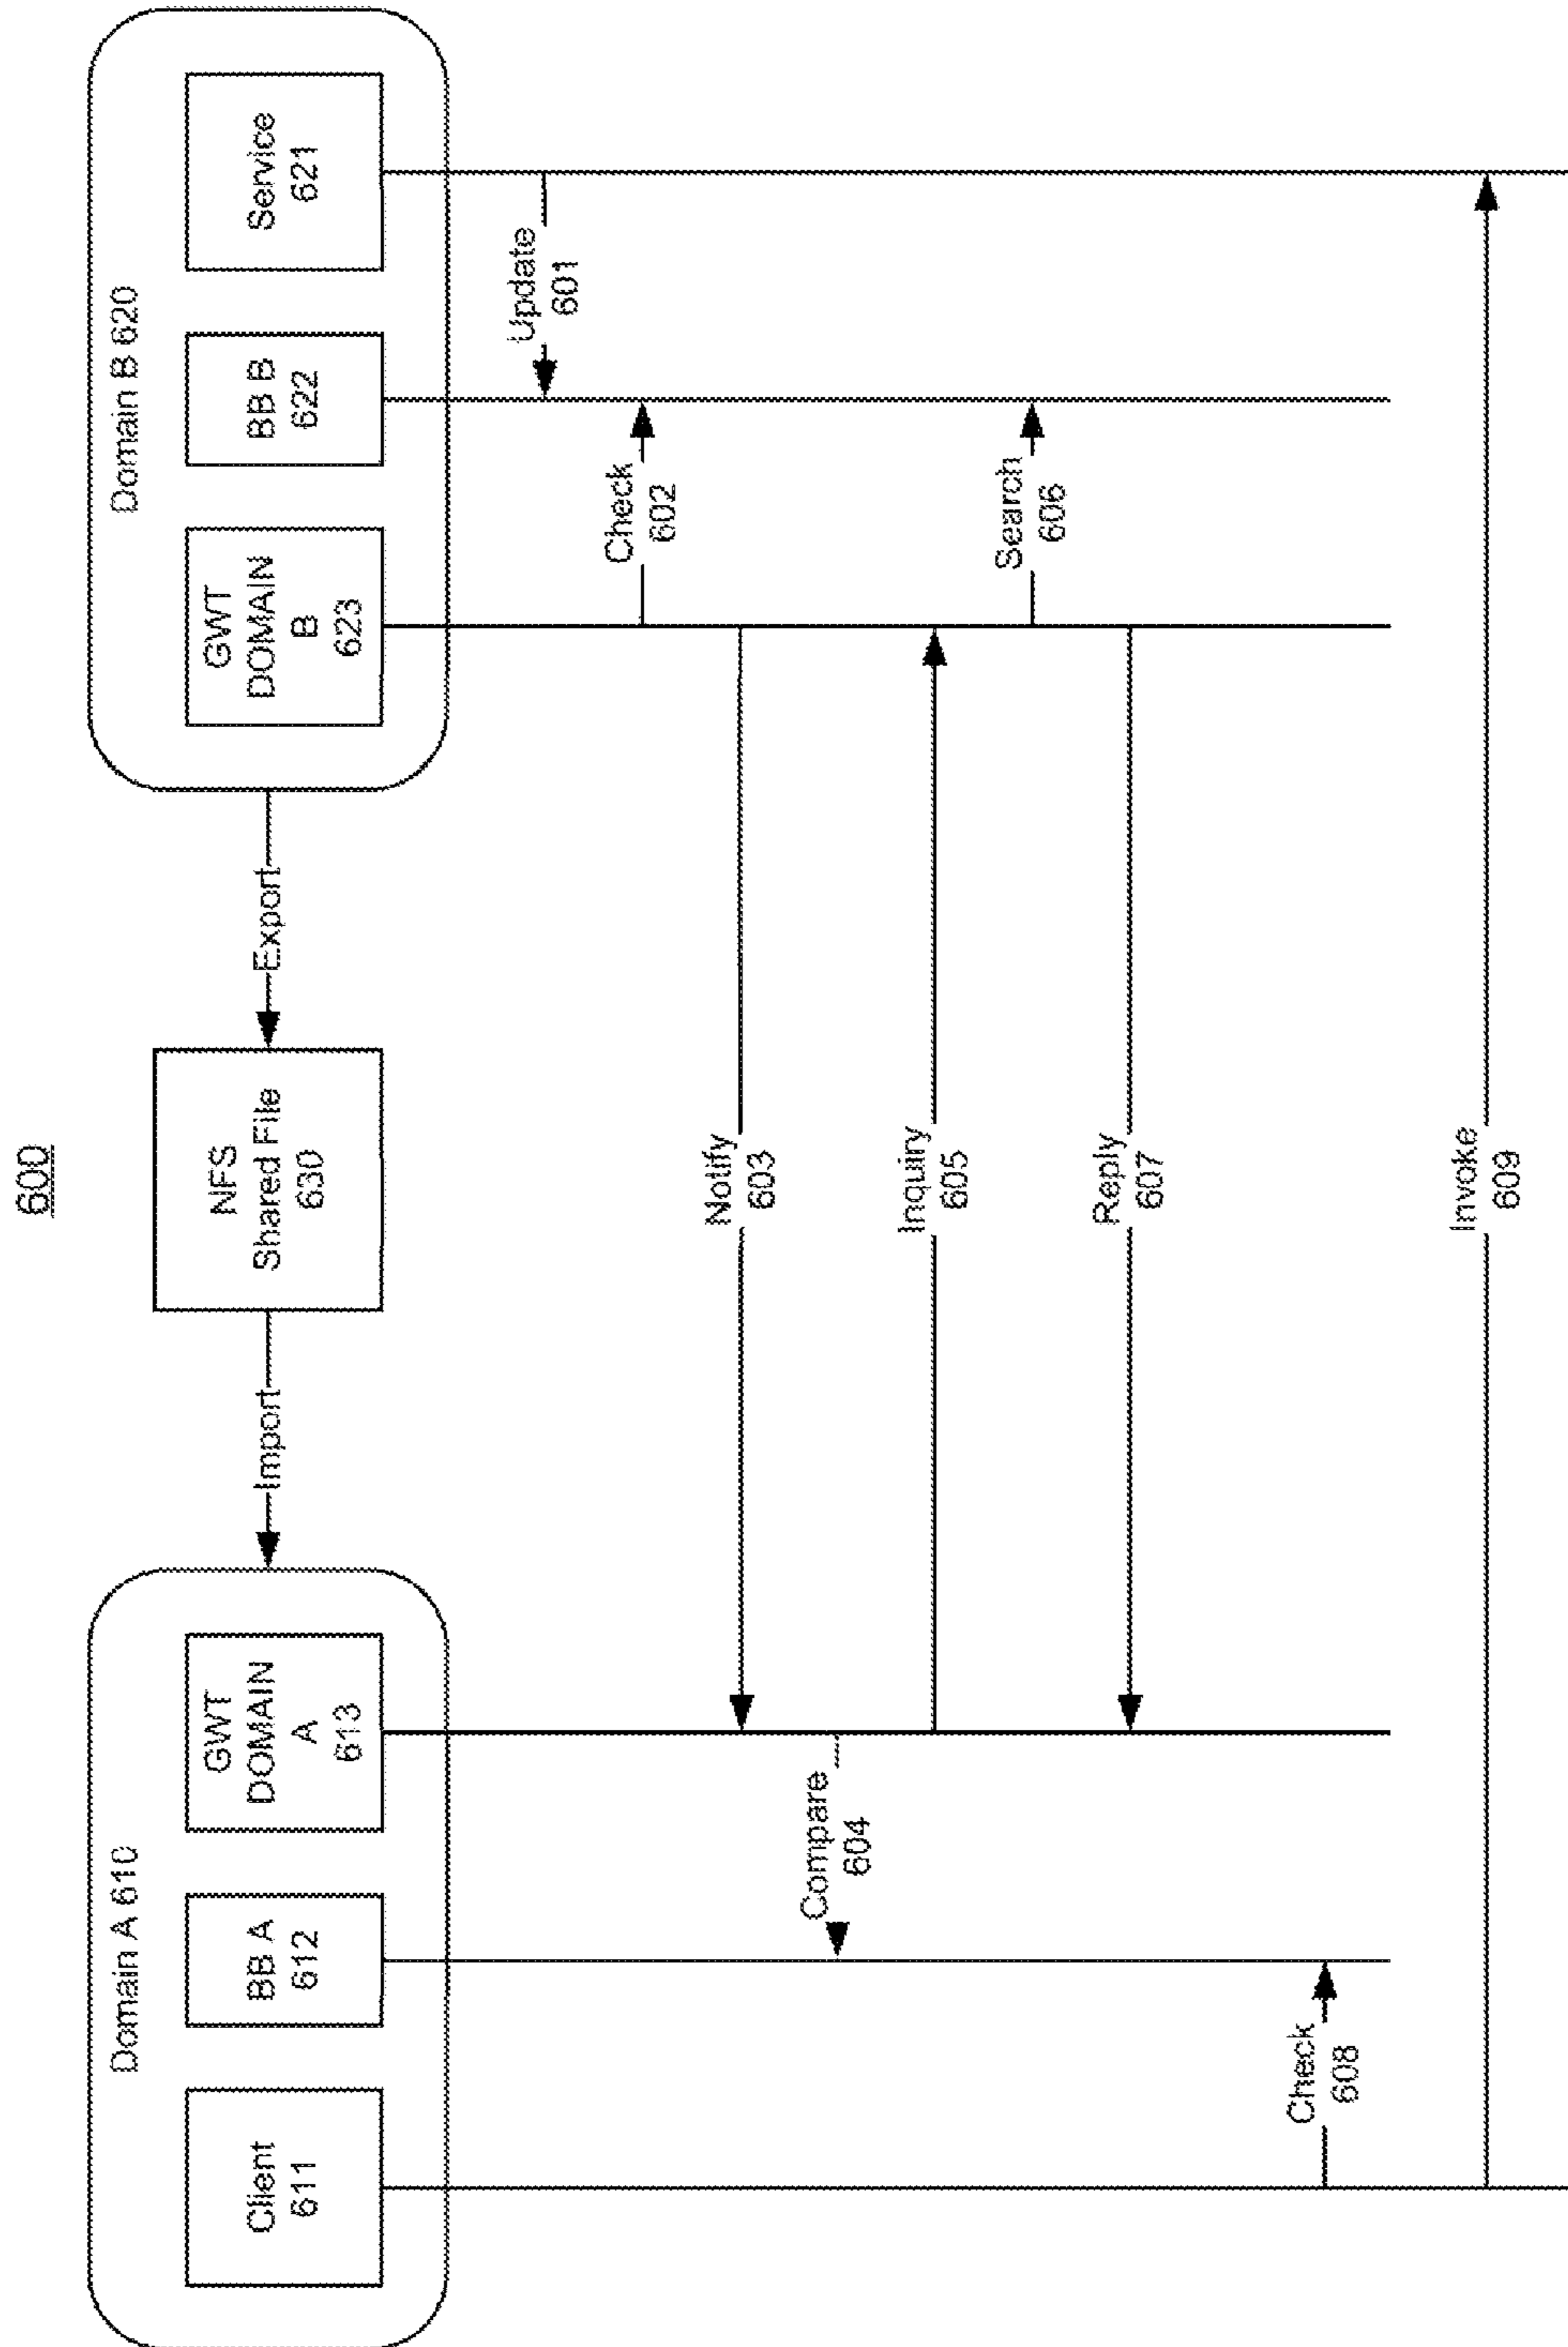 600
Domain A 610
Client
611
BB A
612
GWT
DOMAIN
A
613
Import
NFS
Shared File
630
Export
Domain B 620
GWT
DOMAIN
B
623
BB B
622
Service
621
Update
601
Check
602
Notify
603
Compare
604
Inquiry
605
Search
606
Reply
607
Check
608
Invoke
609